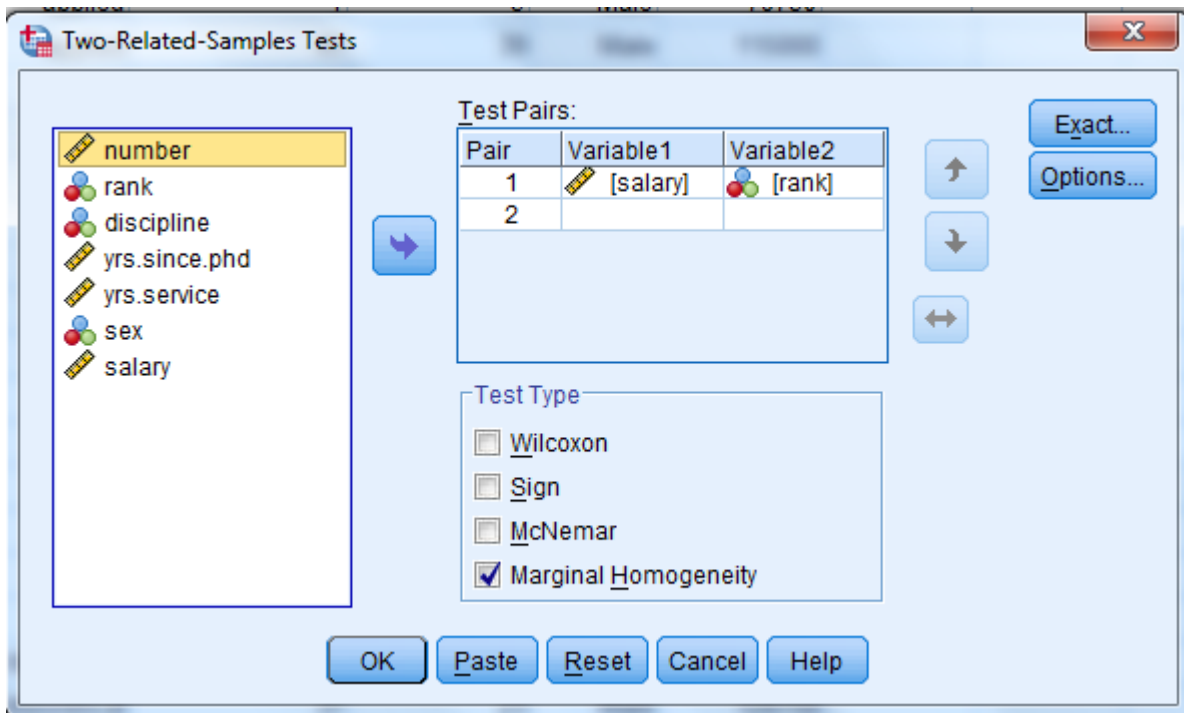 Two-Related-Samples Tests
number
rank
discipline
yrs.since.phd
yrs.service
sex
salary
Test Pairs:
Pair Variable1 Variable2
1 [salary] [rank]
2
Exact...
Options...
Test Type
Wilcoxon
Sign
McNemar
Marginal Homogeneity
OK Paste Reset Cancel Help